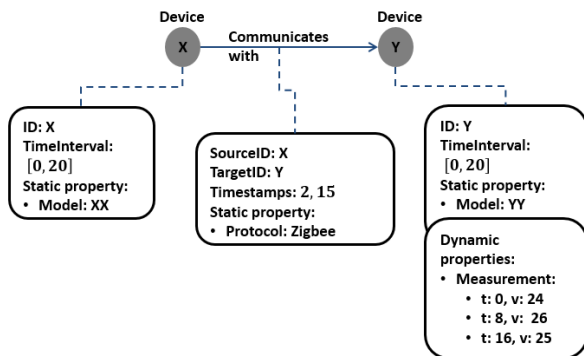 Device
Device
X
Communicates
with
Y
ID: X
TimeInterval:
[0, 20]
Static property:
• Model: XX
SourceID: X
TargetID: Y
Timestamps: 2, 15
Static property:
• Protocol: Zigbee
ID: Y
TimeInterval:
[0, 20]
Static property:
• Model: YY
Dynamic
properties:
• Measurement:
• t: 0, v: 24
• t: 8, v: 26
• t: 16, v: 25